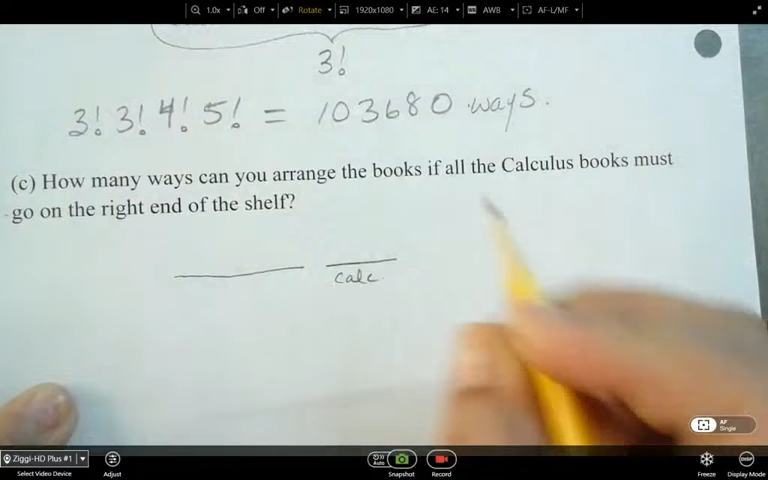 1.0x Off Rotate 1920x1080 AE: 14 AWB AF-L/MF
3!
3! 3! 4! 5! = 103680 ways.
(c) How many ways can you arrange the books if all the Calculus books must
go on the right end of the shelf?
calc
AF
Single
Ziggi-HD Plus #1
Auto
DISP
Select Video Device Adjust Snapshot Record Freeze Display Mode